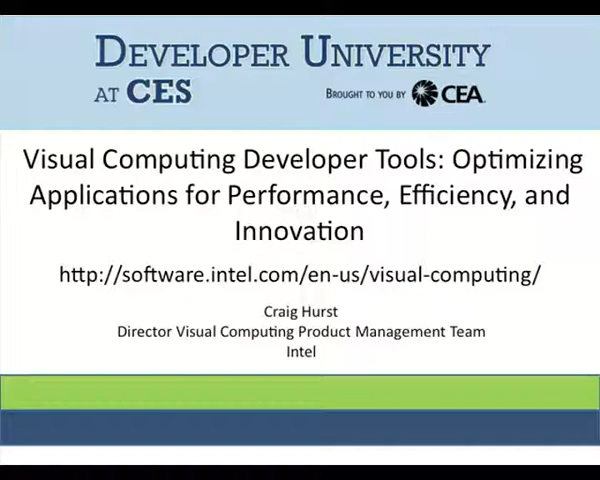 DEVELOPER UNIVERSITY
AT CES
BROUGHT TO YOU BY CEA
Visual Computing Developer Tools: Optimizing
Applications for Performance, Efficiency, and
Innovation
http://software.intel.com/en-us/visual-computing/
Craig Hurst
Director Visual Computing Product Management Team
Intel